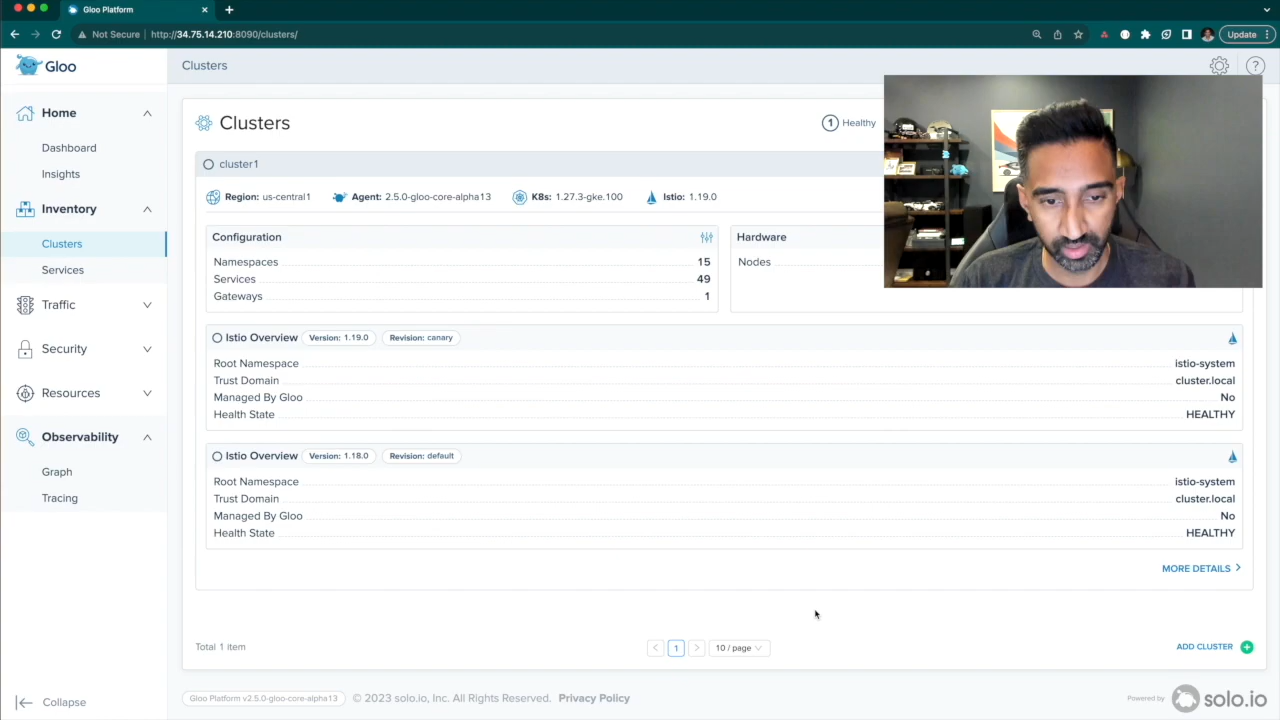 Gloo Platform
Not Secure http://34.75.14.210:8090/clusters/
Update
Gloo
Clusters
Home
Dashboard
Insights
Inventory
Clusters
Services
Traffic
Security
Resources
Observability
Graph
Tracing
Collapse
Clusters
1 Healthy
cluster1
Region: us-central1 Agent: 2.5.0-gloo-core-alpha13 K8s: 1.27.3-gke.100 Istio: 1.19.0
Configuration
Namespaces 15
Services 49
Gateways 1
Hardware
Nodes
Istio Overview Version: 1.19.0 Revision: canary
Root Namespace istio-system
Trust Domain cluster.local
Managed By Gloo No
Health State HEALTHY
Istio Overview Version: 1.18.0 Revision: default
Root Namespace istio-system
Trust Domain cluster.local
Managed By Gloo No
Health State HEALTHY
MORE DETAILS
Total 1 item
1
10 / page
ADD CLUSTER
Gloo Platform v2.5.0-gloo-core-alpha13 © 2023 solo.io, Inc. All Rights Reserved. Privacy Policy
Powered by solo.io